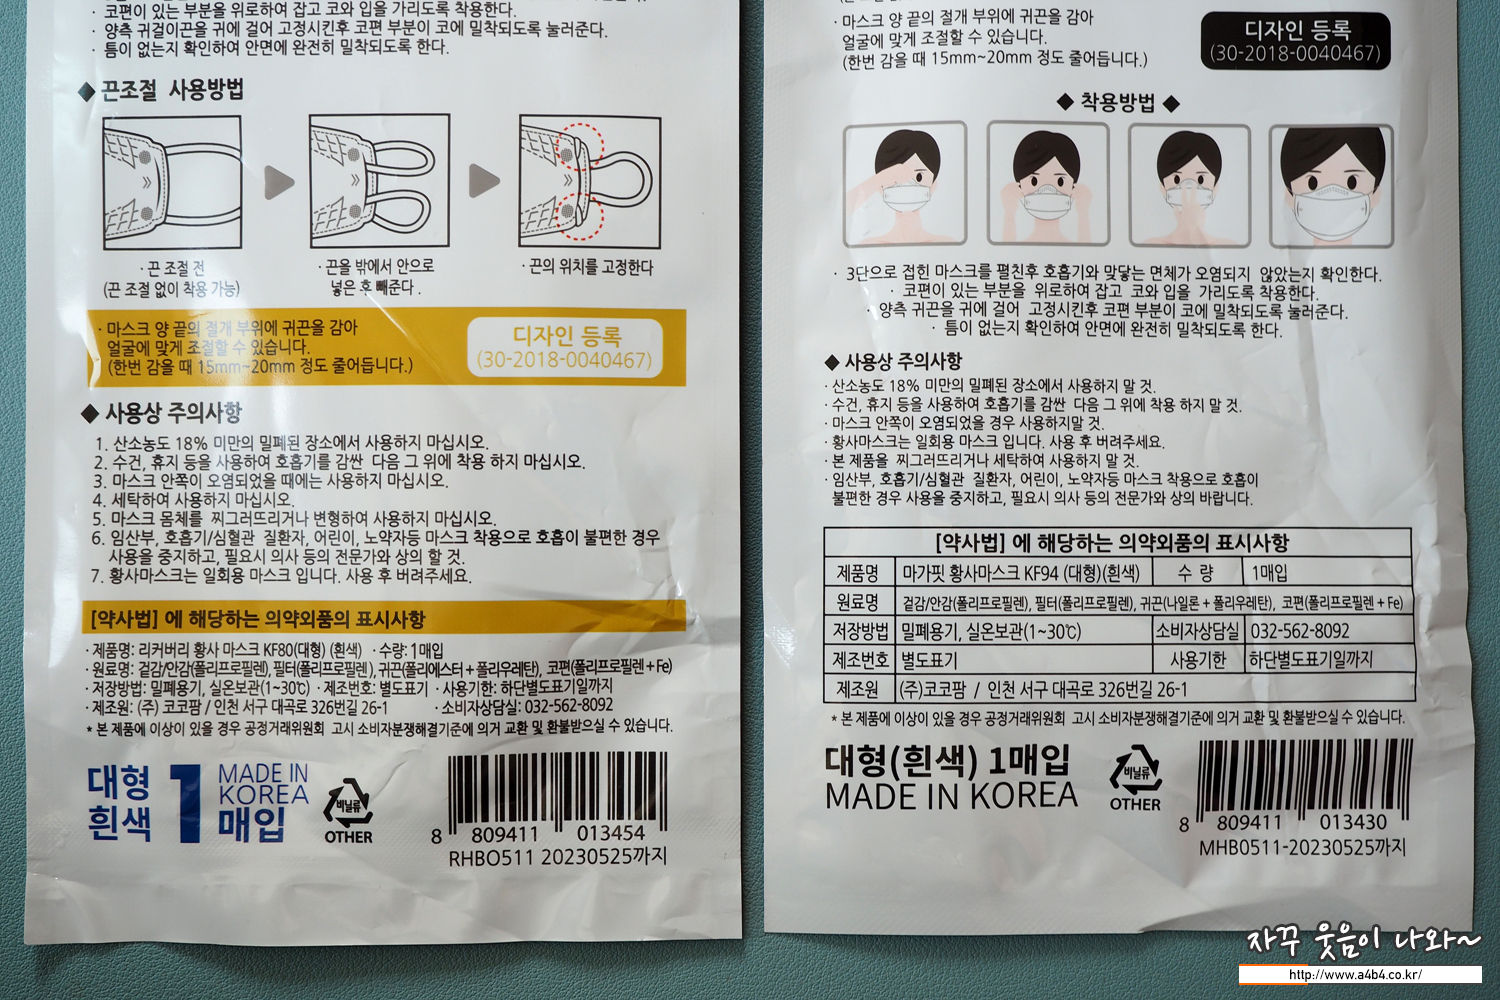 · 코편이 있는 부분을 위로하여 잡고 코와 입을 가리도록 착용한다.
· 양측 귀걸이끈을 귀에 걸어 고정시킨후 코편 부분이 코에 밀착되도록 눌러준다.
· 틈이 없는지 확인하여 안면에 완전히 밀착되도록 한다.
◆ 끈조절 사용방법
· 끈 조절 전
(끈 조절 없이 착용 가능)
· 끈을 밖에서 안으로
넣은 후 빼준다 .
· 끈의 위치를 고정한다
· 마스크 양 끝의 절개 부위에 귀끈을 감아
얼굴에 맞게 조절할 수 있습니다.
(한번 감을 때 15mm~20mm 정도 줄어듭니다.)
디자인 등록
(30-2018-0040467)
◆ 사용상 주의사항
1. 산소농도 18% 미만의 밀폐된 장소에서 사용하지 마십시오.
2. 수건, 휴지 등을 사용하여 호흡기를 감싼 다음 그 위에 착용 하지 마십시오.
3. 마스크 안쪽이 오염되었을 때에는 사용하지 마십시오.
4. 세탁하여 사용하지 마십시오.
5. 마스크 몸체를 찌그러뜨리거나 변형하여 사용하지 마십시오.
6. 임산부, 호흡기/심혈관 질환자, 어린이, 노약자등 마스크 착용으로 호흡이 불편한 경우
사용을 중지하고, 필요시 의사 등의 전문가와 상의 할 것.
7. 황사마스크는 일회용 마스크 입니다. 사용 후 버려주세요.
[약사법] 에 해당하는 의약외품의 표시사항
· 제품명: 리커버리 황사 마스크 KF80(대형) (흰색) · 수량: 1매입
· 원료명: 겉감/안감(폴리프로필렌), 필터(폴리프로필렌), 귀끈(폴리에스터 + 폴리우레탄), 코편(폴리프로필렌 + Fe)
· 저장방법: 밀폐용기, 실온보관(1~30℃) · 제조번호: 별도표기 · 사용기한: 하단별도표기일까지
· 제조원: (주) 코코팜 / 인천 서구 대곡로 326번길 26-1 · 소비자상담실: 032-562-8092
* 본 제품에 이상이 있을 경우 공정거래위원회 고시 소비자분쟁해결기준에 의거 교환 및 환불받으실 수 있습니다.
대형
흰색
1
MADE IN
KOREA
매입
비닐류
OTHER
8 809411 013454
RHBO511 20230525까지
· 마스크 양 끝의 절개 부위에 귀끈을 감아
얼굴에 맞게 조절할 수 있습니다.
(한번 감을 때 15mm~20mm 정도 줄어듭니다.)
디자인 등록
(30-2018-0040467)
◆ 착용방법 ◆
· 3단으로 접힌 마스크를 펼친후 호흡기와 맞닿는 면체가 오염되지 않았는지 확인한다.
· 코편이 있는 부분을 위로하여 잡고 코와 입을 가리도록 착용한다.
· 양측 귀끈을 귀에 걸어 고정시킨후 코편 부분이 코에 밀착되도록 눌러준다.
· 틈이 없는지 확인하여 안면에 완전히 밀착되도록 한다.
◆ 사용상 주의사항
· 산소농도 18% 미만의 밀폐된 장소에서 사용하지 말 것.
· 수건, 휴지 등을 사용하여 호흡기를 감싼 다음 그 위에 착용 하지 말 것.
· 마스크 안쪽이 오염되었을 경우 사용하지말 것.
· 황사마스크는 일회용 마스크 입니다. 사용 후 버려주세요.
· 본 제품을 찌그러뜨리거나 세탁하여 사용하지 말 것.
· 임산부, 호흡기/심혈관 질환자, 어린이, 노약자등 마스크 착용으로 호흡이
불편한 경우 사용을 중지하고, 필요시 의사 등의 전문가와 상의 바랍니다.
[약사법] 에 해당하는 의약외품의 표시사항
제품명 마가핏 황사마스크 KF94 (대형)(흰색) 수 량 1매입
원료명 겉감/안감(폴리프로필렌), 필터(폴리프로필렌), 귀끈(나일론 + 폴리우레탄), 코편(폴리프로필렌 + Fe)
저장방법 밀폐용기, 실온보관(1~30℃) 소비자상담실 032-562-8092
제조번호 별도표기 사용기한 하단별도표기일까지
제조원 (주)코코팜 / 인천 서구 대곡로 326번길 26-1
* 본 제품에 이상이 있을 경우 공정거래위원회 고시 소비자분쟁해결기준에 의거 교환 및 환불받으실 수 있습니다.
대형(흰색) 1매입
MADE IN KOREA
비닐류
OTHER
8 809411 013430
MHB0511-20230525까지
자꾸 웃음이 나와~
http://www.a4b4.co.kr/